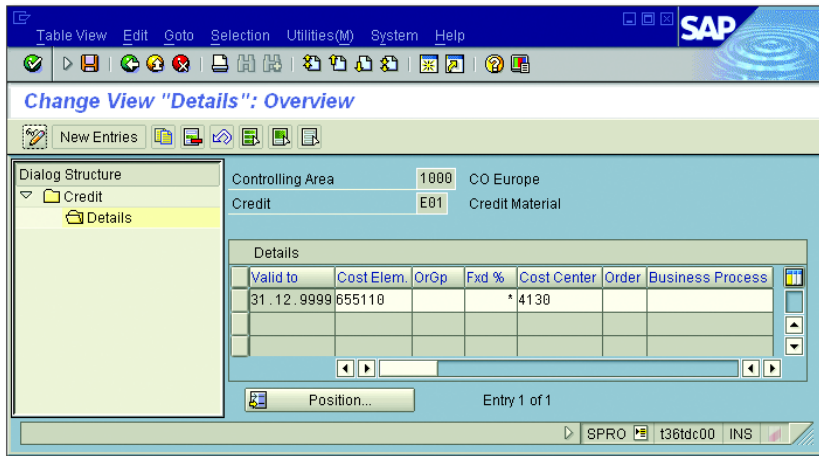 Table View Edit Goto Selection Utilities(M) System Help
SAP
Change View "Details": Overview
New Entries
Dialog Structure
Credit
Details
Controlling Area 1000 CO Europe
Credit E01 Credit Material
Details
Valid to Cost Elem. OrGp Fxd % Cost Center Order Business Process
31.12.9999 655110 * 4130
Position... Entry 1 of 1
SPRO t36tdc00 INS